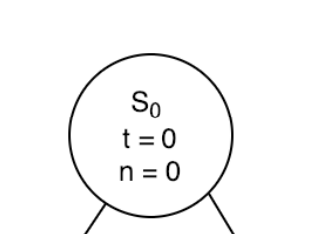 S₀
t = 0
n = 0